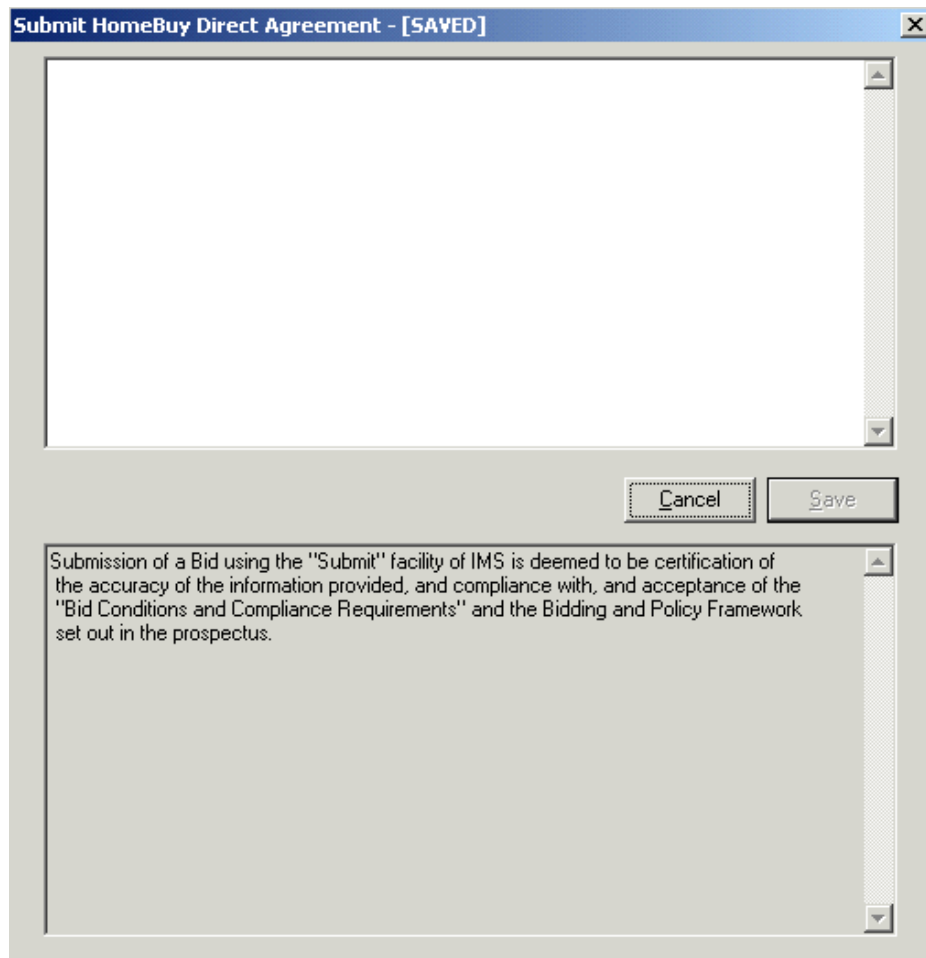 Submit HomeBuy Direct Agreement - [SAVED]
Cancel
Save
Submission of a Bid using the "Submit" facility of IMS is deemed to be certification of
the accuracy of the information provided, and compliance with, and acceptance of the
"Bid Conditions and Compliance Requirements" and the Bidding and Policy Framework
set out in the prospectus.